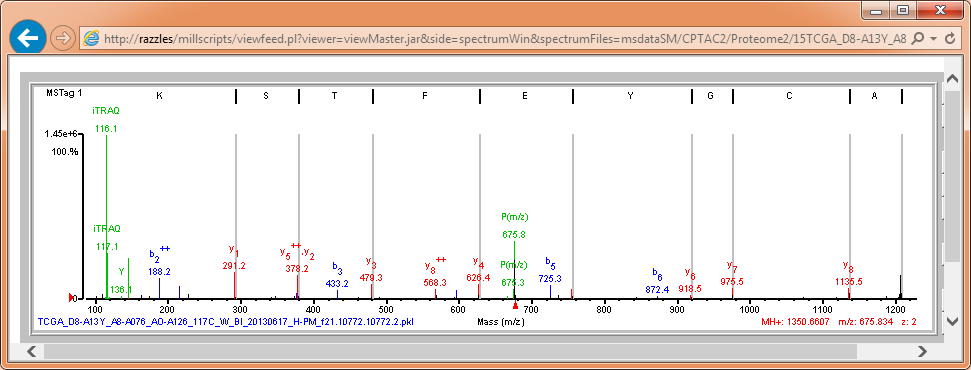 http://razzles/millscripts/viewfeed.pl?viewer=viewMaster.jar&side=spectrumWin&spectrumFiles=msdataSM/CPTAC2/Proteome2/15TCGA_D8-A13Y_A8
MSTag 1
K S T F E Y G C A
iTRAQ
116.1
1.45e+6
100.%
iTRAQ
117.1
Y
136.1
b2++
188.2
y1
291.2
y5++,y2
378.2
b3
433.2
y3
479.3
y8++
568.3
y4
626.4
P(m/z)
675.8
P(m/z)
675.3
b5
725.3
b6
872.4
y6
918.5
y7
975.5
y8
1135.5
0
100 200 300 400 500 600 700 800 900 1000 1100 1200
TCGA_D8-A13Y_A8-A076_A0-A126_117C_W_BI_20130617_H-PM_f21.10772.10772.2.pkl
Mass (m/z)
MH+: 1350.6607 m/z: 675.834 z: 2